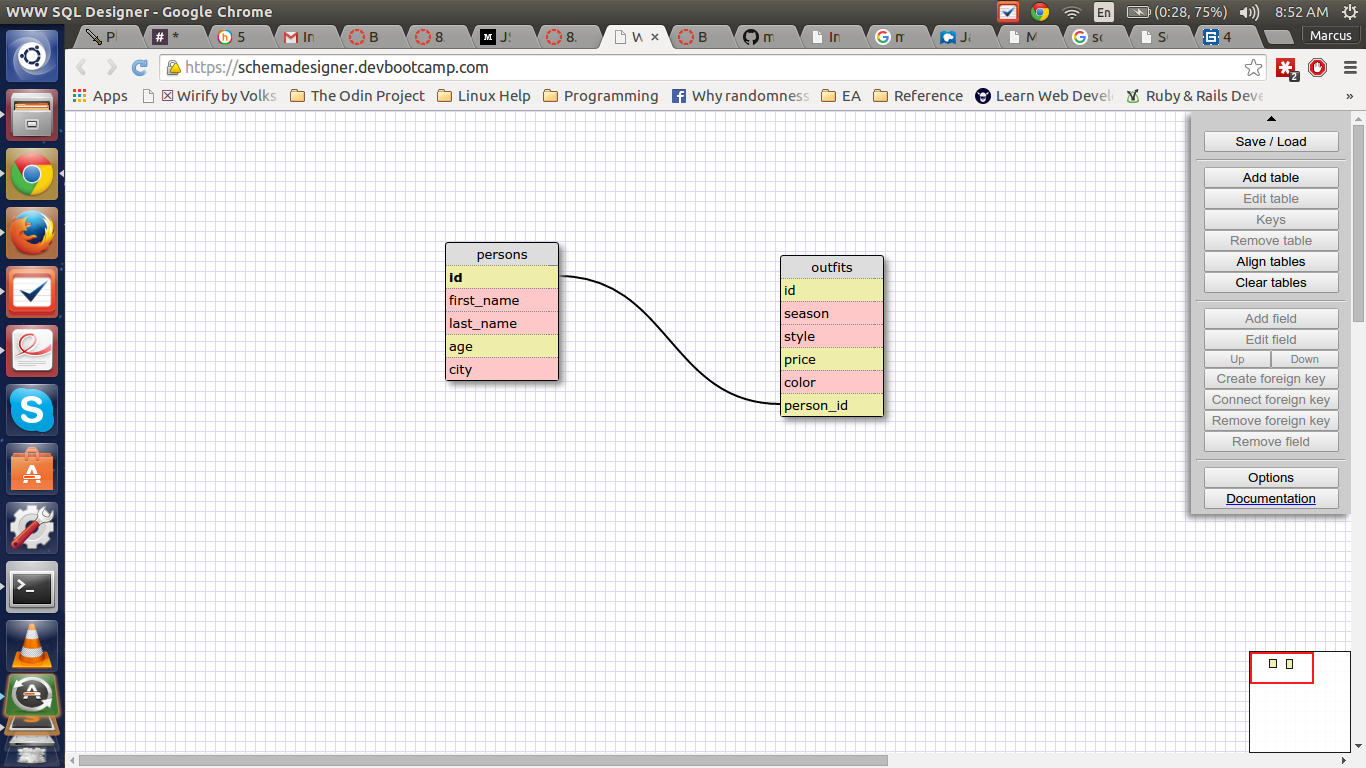 WWW SQL Designer - Google Chrome
En (0:28, 75%) 8:52 AM
P # * 5 In B 8. JS 8. W × B m In m Ja M sc Se 4 Marcus
https://schemadesigner.devbootcamp.com 2
Apps Wirify by Volks The Odin Project Linux Help Programming Why randomness EA Reference Learn Web Devel Ruby & Rails Deve »
Save / Load
Add table
Edit table
Keys
Remove table
Align tables
Clear tables
Add field
Edit field
Up Down
Create foreign key
Connect foreign key
Remove foreign key
Remove field
Options
Documentation
persons
id
first_name
last_name
age
city
outfits
id
season
style
price
color
person_id